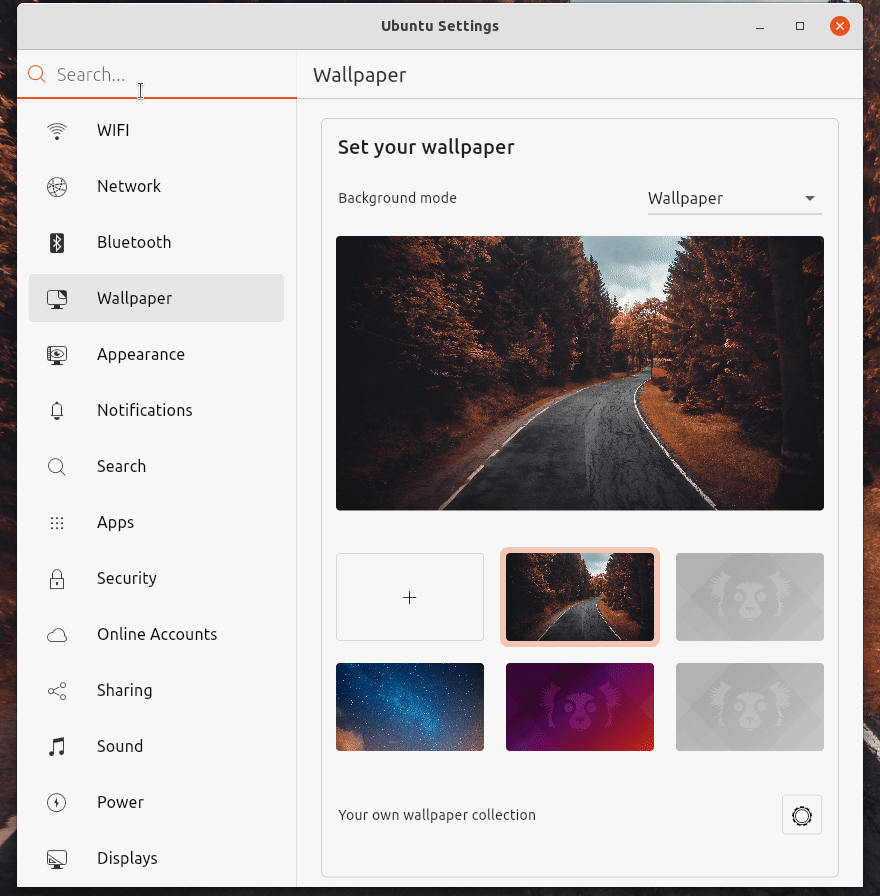 Ubuntu Settings
Search...
Wallpaper
WIFI
Network
Bluetooth
Wallpaper
Appearance
Notifications
Search
Apps
Security
Online Accounts
Sharing
Sound
Power
Displays
Set your wallpaper
Background mode
Wallpaper
Your own wallpaper collection